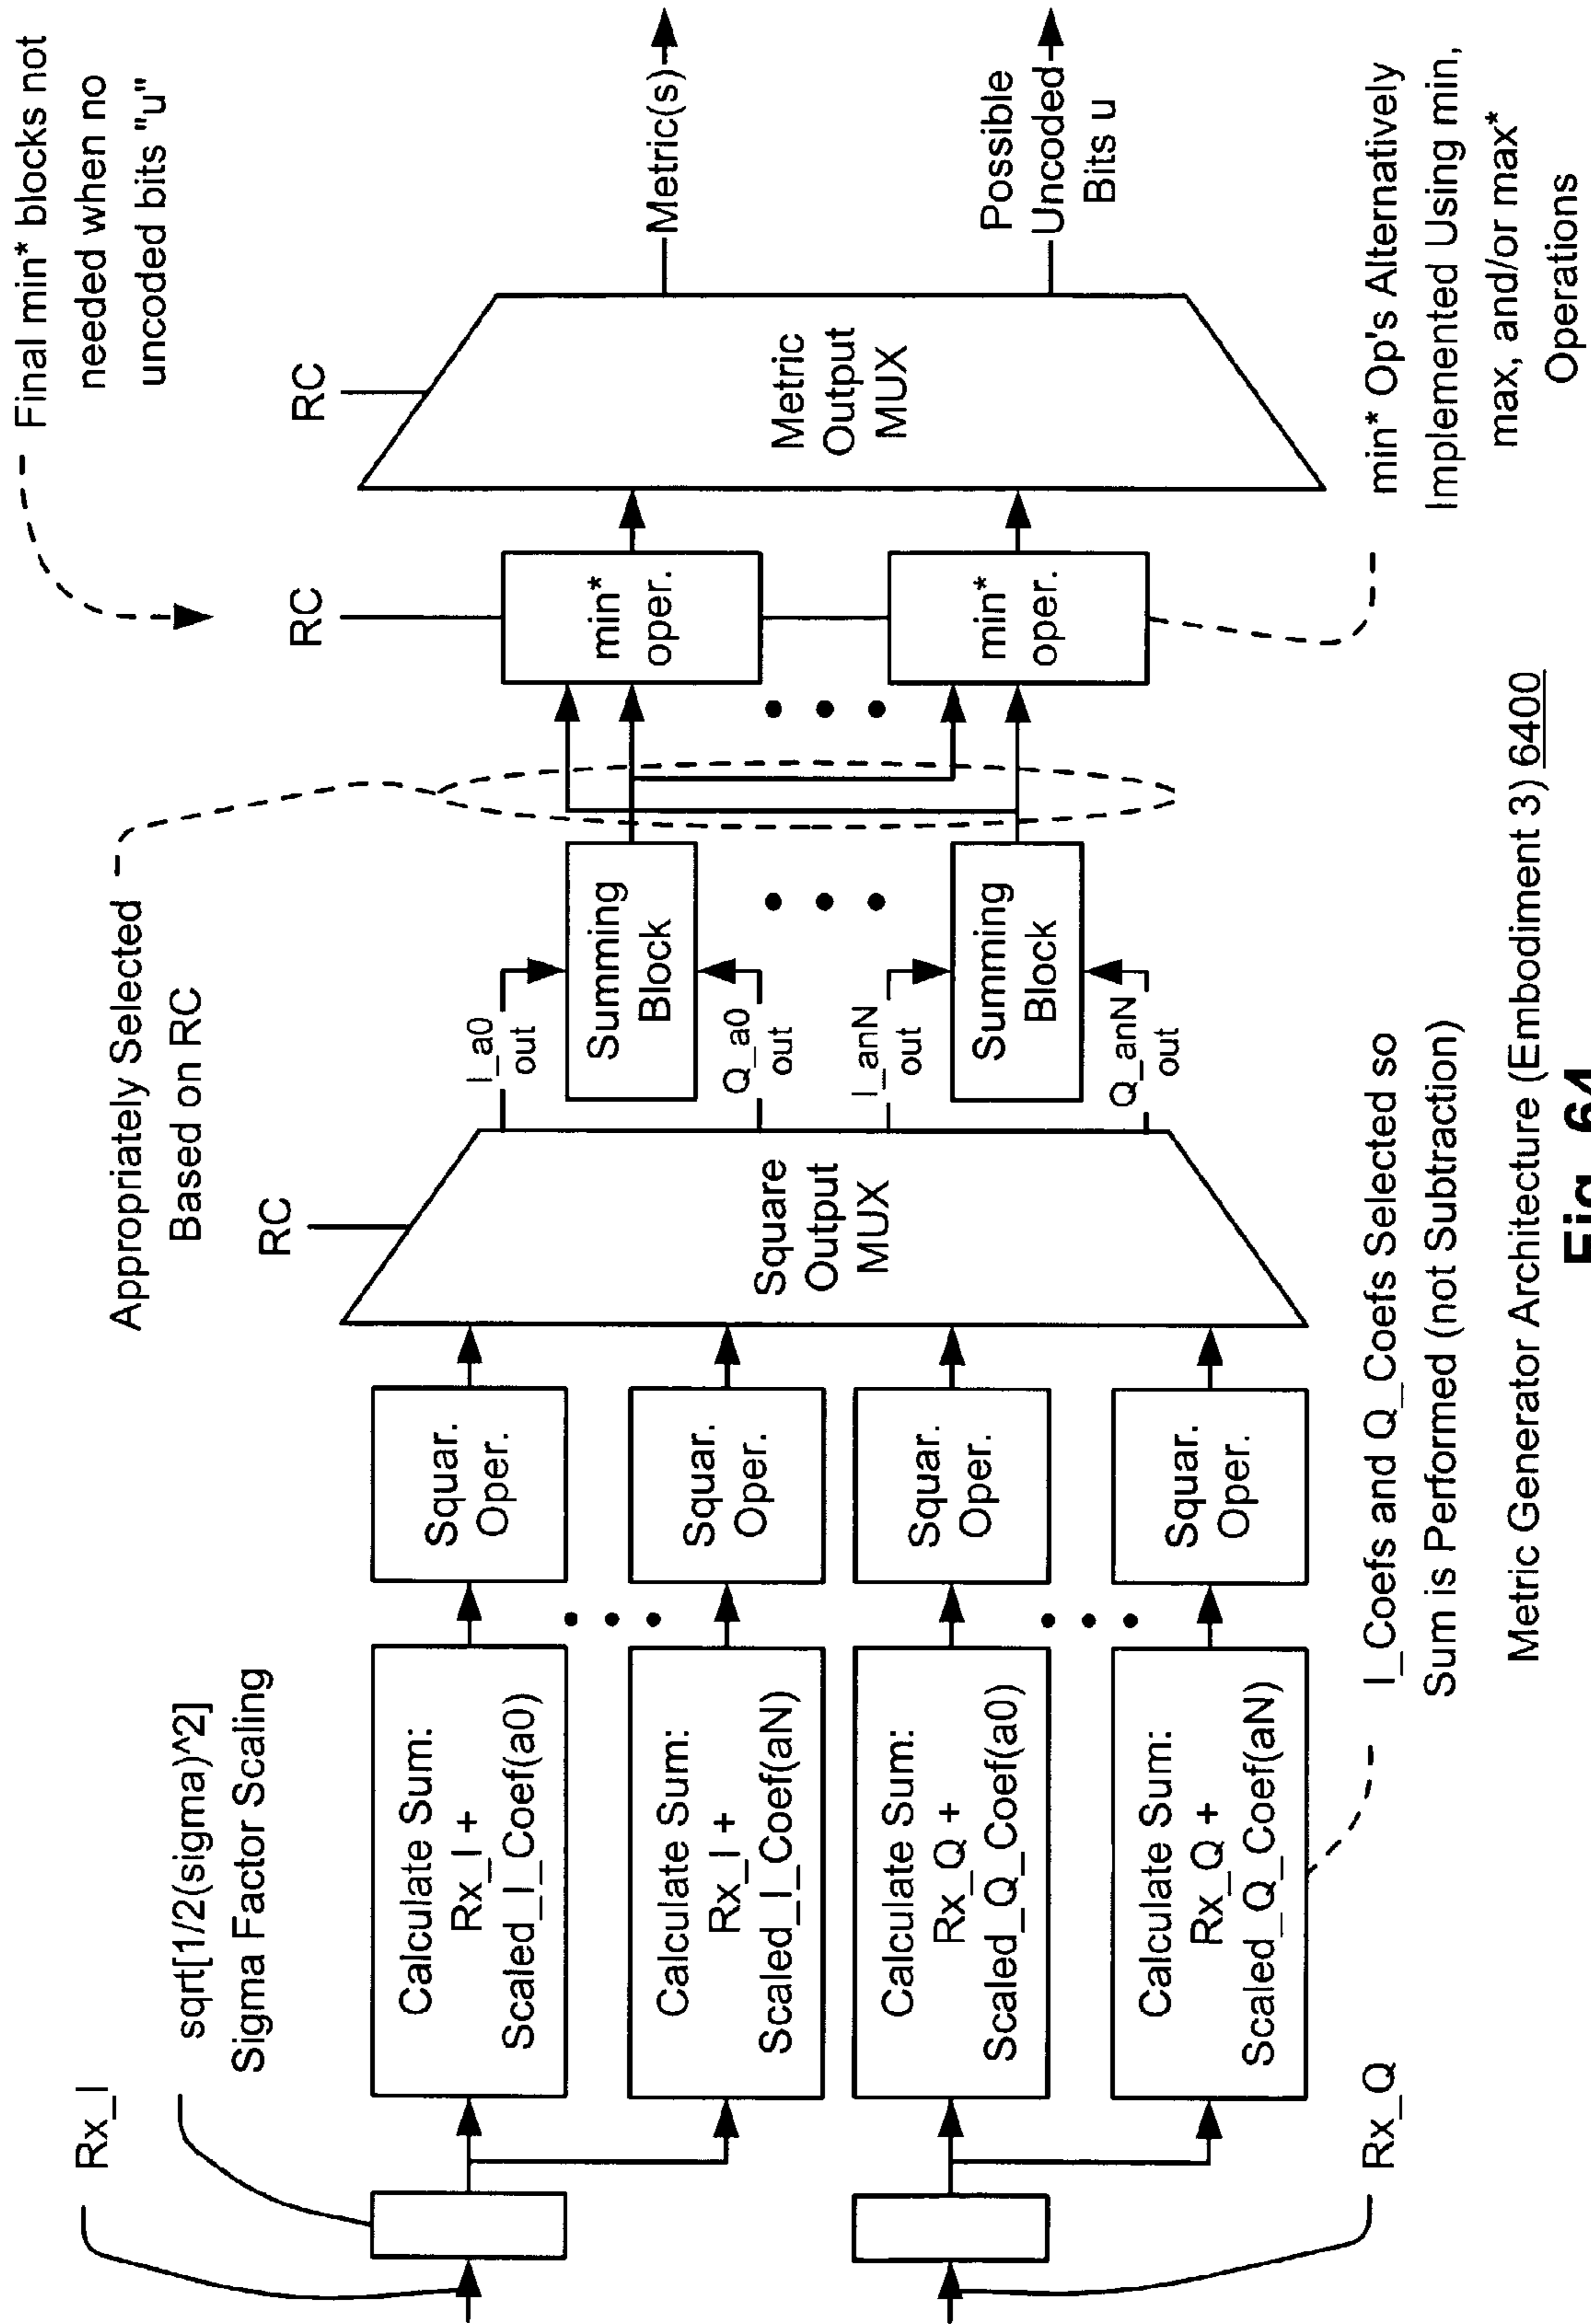 Rx_I
sqrt[1/2(sigma)^2]
Sigma Factor Scaling
Calculate Sum:
Rx_I +
Scaled_I_Coef(a0)
Calculate Sum:
Rx_I +
Scaled_I_Coef(aN)
Calculate Sum:
Rx_Q +
Scaled_Q_Coef(a0)
Calculate Sum:
Rx_Q +
Scaled_Q_Coef(aN)
Rx_Q
Squar.
Oper.
Squar.
Oper.
Squar.
Oper.
Squar.
Oper.
RC
Square
Output
MUX
Appropriately Selected
Based on RC
I_a0
out
Q_a0
out
I_anN
out
Q_anN
out
Summing
Block
Summing
Block
Final min* blocks not
needed when no
uncoded bits "u"
RC
min*
oper.
min*
oper.
RC
Metric
Output
MUX
Metric(s)
Possible
Uncoded
Bits u
I_Coefs and Q_Coefs Selected so
Sum is Performed (not Subtraction)
min* Op's Alternatively
Implemented Using min,
max, and/or max*
Operations
Metric Generator Architecture (Embodiment 3) 6400
Fig. 64